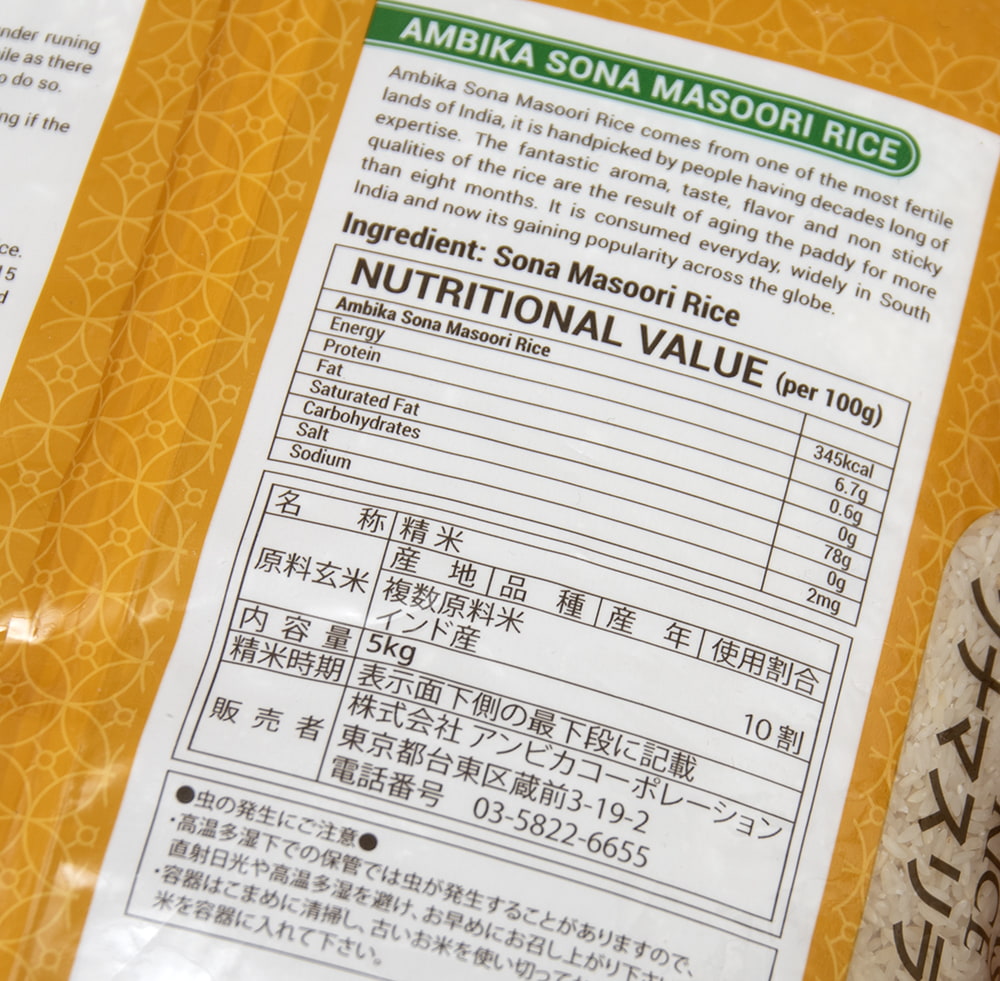 nder runing
ile as there
o do so.
ng if the
ce.
15
d
AMBIKA SONA MASOORI RICE
Ambika Sona Masoori Rice comes from one of the most fertile
lands of India, it is handpicked by people having decades long of
expertise. The fantastic aroma, taste, flavor and non sticky
qualities of the rice are the result of aging the paddy for more
than eight months. It is consumed everyday, widely in South
India and now its gaining popularity across the globe.
Ingredient: Sona Masoori Rice
NUTRITIONAL VALUE (per 100g)
Ambika Sona Masoori Rice
Energy 345kcal
Protein 6.7g
Fat 0.6g
Saturated Fat 0g
Carbohydrates 78g
Salt 0g
Sodium 2mg
名 称 精米
原料玄米 産 地 品 種 産 年 使用割合
複数原料米
インド産 10割
内容量 5kg
精米時期 表示面下側の最下段に記載
販売者 株式会社 アンビカコーポレーション
東京都台東区蔵前3-19-2
電話番号 03-5822-6655
●虫の発生にご注意●
・高温多湿下での保管では虫が発生することがありますので、
直射日光や高温多湿を避け、お早めにお召し上がり下さ
・容器はこまめに清掃し、古いお米を使い切って
米を容器に入れて下さい。
ナマスリラ